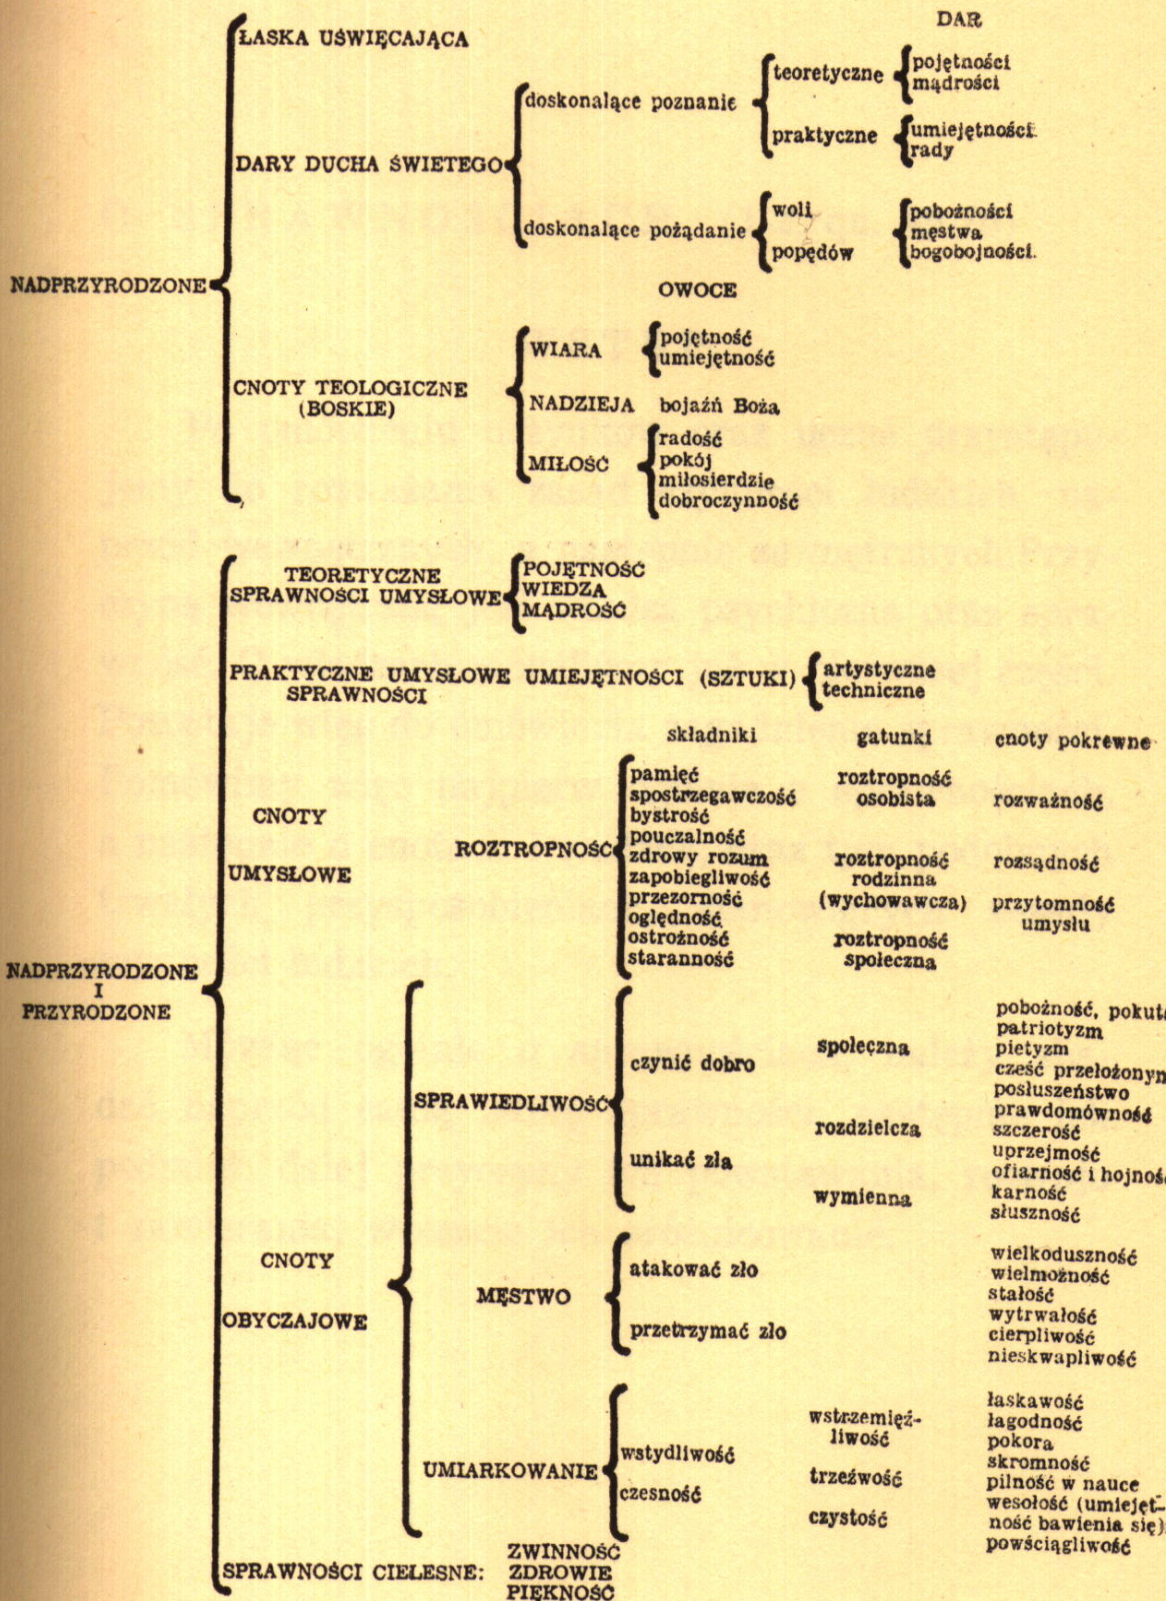 DAR
ŁASKA UŚWIĘCAJĄCA
doskonalące poznanie
teoretyczne
pojętności
mądrości
praktyczne
umiejętności
rady
DARY DUCHA ŚWIETEGO
doskonalące pożądanie
woli
popędów
pobożności
męstwa
bogobojności.
NADPRZYRODZONE
OWOCE
CNOTY TEOLOGICZNE
(BOSKIE)
WIARA
pojętność
umiejętność
NADZIEJA bojaźń Boża
MIŁOŚĆ
radość
pokój
miłosierdzie
dobroczynność
TEORETYCZNE
SPRAWNOŚCI UMYSŁOWE
POJĘTNOŚĆ
WIEDZA
MĄDROŚĆ
PRAKTYCZNE UMYSŁOWE UMIEJĘTNOŚCI (SZTUKI)
SPRAWNOŚCI
artystyczne
techniczne
składniki gatunki cnoty pokrewne
CNOTY
UMYSŁOWE
ROZTROPNOŚĆ
pamięć
spostrzegawczość
bystrość
pouczalność
zdrowy rozum
zapobiegliwość
przezorność
oględność
ostrożność
staranność
roztropność
osobista
roztropność
rodzinna
(wychowawcza)
roztropność
społeczna
rozważność
rozsądność
przytomność
umysłu
NADPRZYRODZONE
I
PRZYRODZONE
CNOTY
OBYCZAJOWE
SPRAWIEDLIWOŚĆ
czynić dobro
unikać zła
społeczna
rozdzielcza
wymienna
pobożność, pokuta
patriotyzm
pietyzm
cześć przełożonym
posłuszeństwo
prawdomówność
szczerość
uprzejmość
ofiarność i hojność
karność
słuszność
MĘSTWO
atakować zło
przetrzymać zło
wielkoduszność
wielmożność
stałość
wytrwałość
cierpliwość
nieskwapliwość
UMIARKOWANIE
wstydliwość
czesność
wstrzemięź-
liwość
trzeźwość
czystość
łaskawość
łagodność
pokora
skromność
pilność w nauce
wesołość (umiejęt-
ność bawienia się)
powściągliwość
SPRAWNOŚCI CIELESNE:
ZWINNOŚĆ
ZDROWIE
PIĘKNOŚĆ